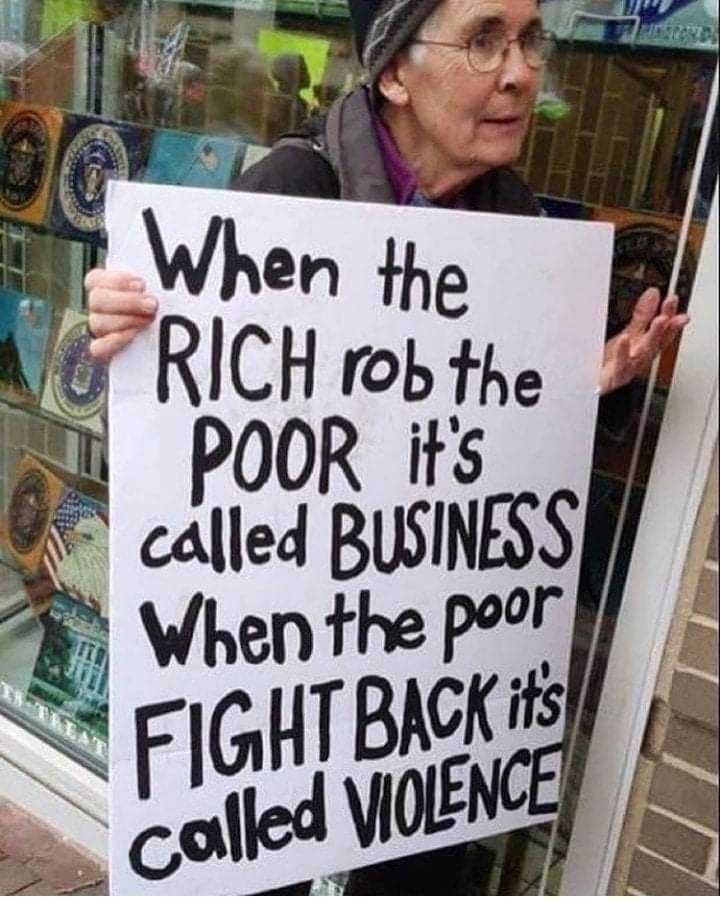 When the
RICH rob the
POOR it's
called BUSINESS
When the poor
FIGHT BACK it's
called VIOLENCE